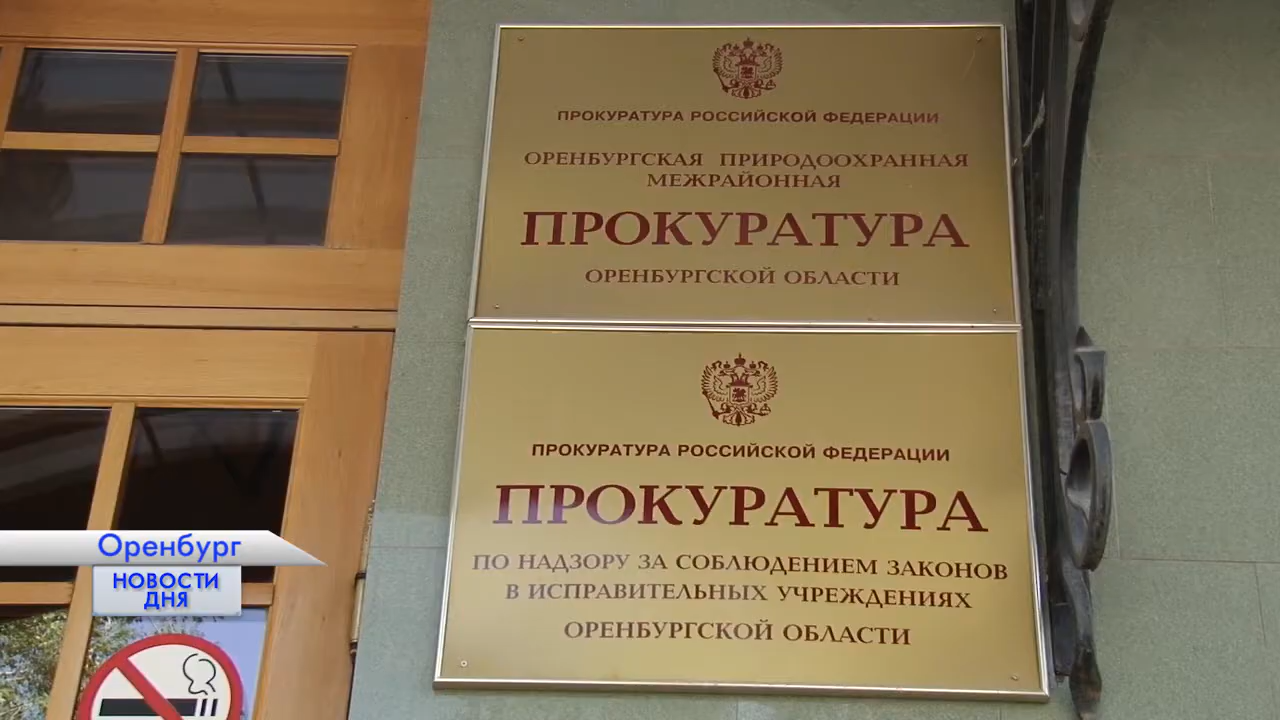 ПРОКУРАТУРА РОССИЙСКОЙ ФЕДЕРАЦИИ
ОРЕНБУРГСКАЯ ПРИРОДООХРАННАЯ
МЕЖРАЙОННАЯ
ПРОКУРАТУРА
ОРЕНБУРГСКОЙ ОБЛАСТИ
ПРОКУРАТУРА РОССИЙСКОЙ ФЕДЕРАЦИИ
ПРОКУРАТУРА
ПО НАДЗОРУ ЗА СОБЛЮДЕНИЕМ ЗАКОНОВ
В ИСПРАВИТЕЛЬНЫХ УЧРЕЖДЕНИЯХ
ОРЕНБУРГСКОЙ ОБЛАСТИ
Оренбург
НОВОСТИ
ДНЯ